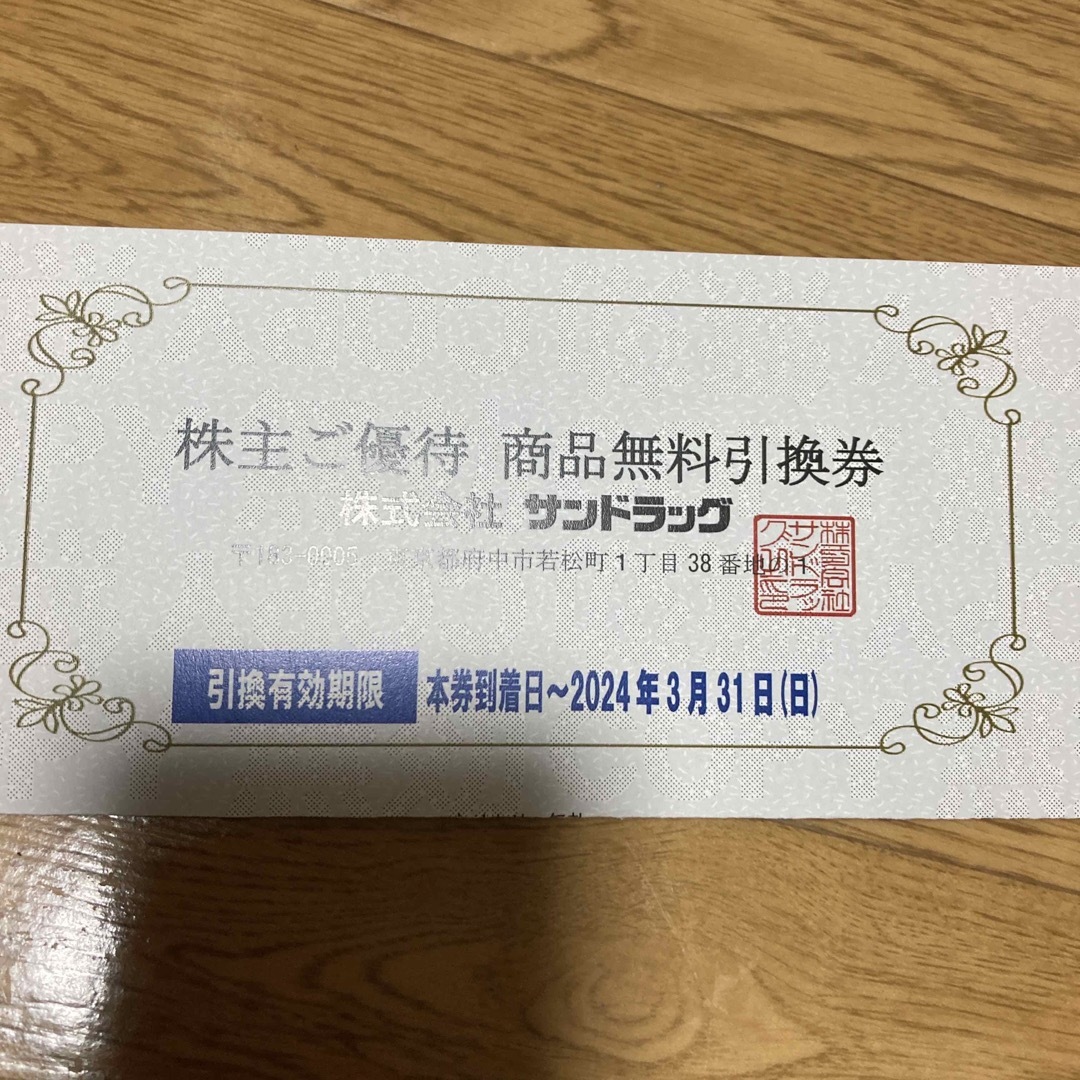 株主ご優待 商品無料引換券
株式会社 サンドラッグ
東京都府中市若松町1丁目38番地の1
引換有効期限 本券到着日～2024年3月31日(日)